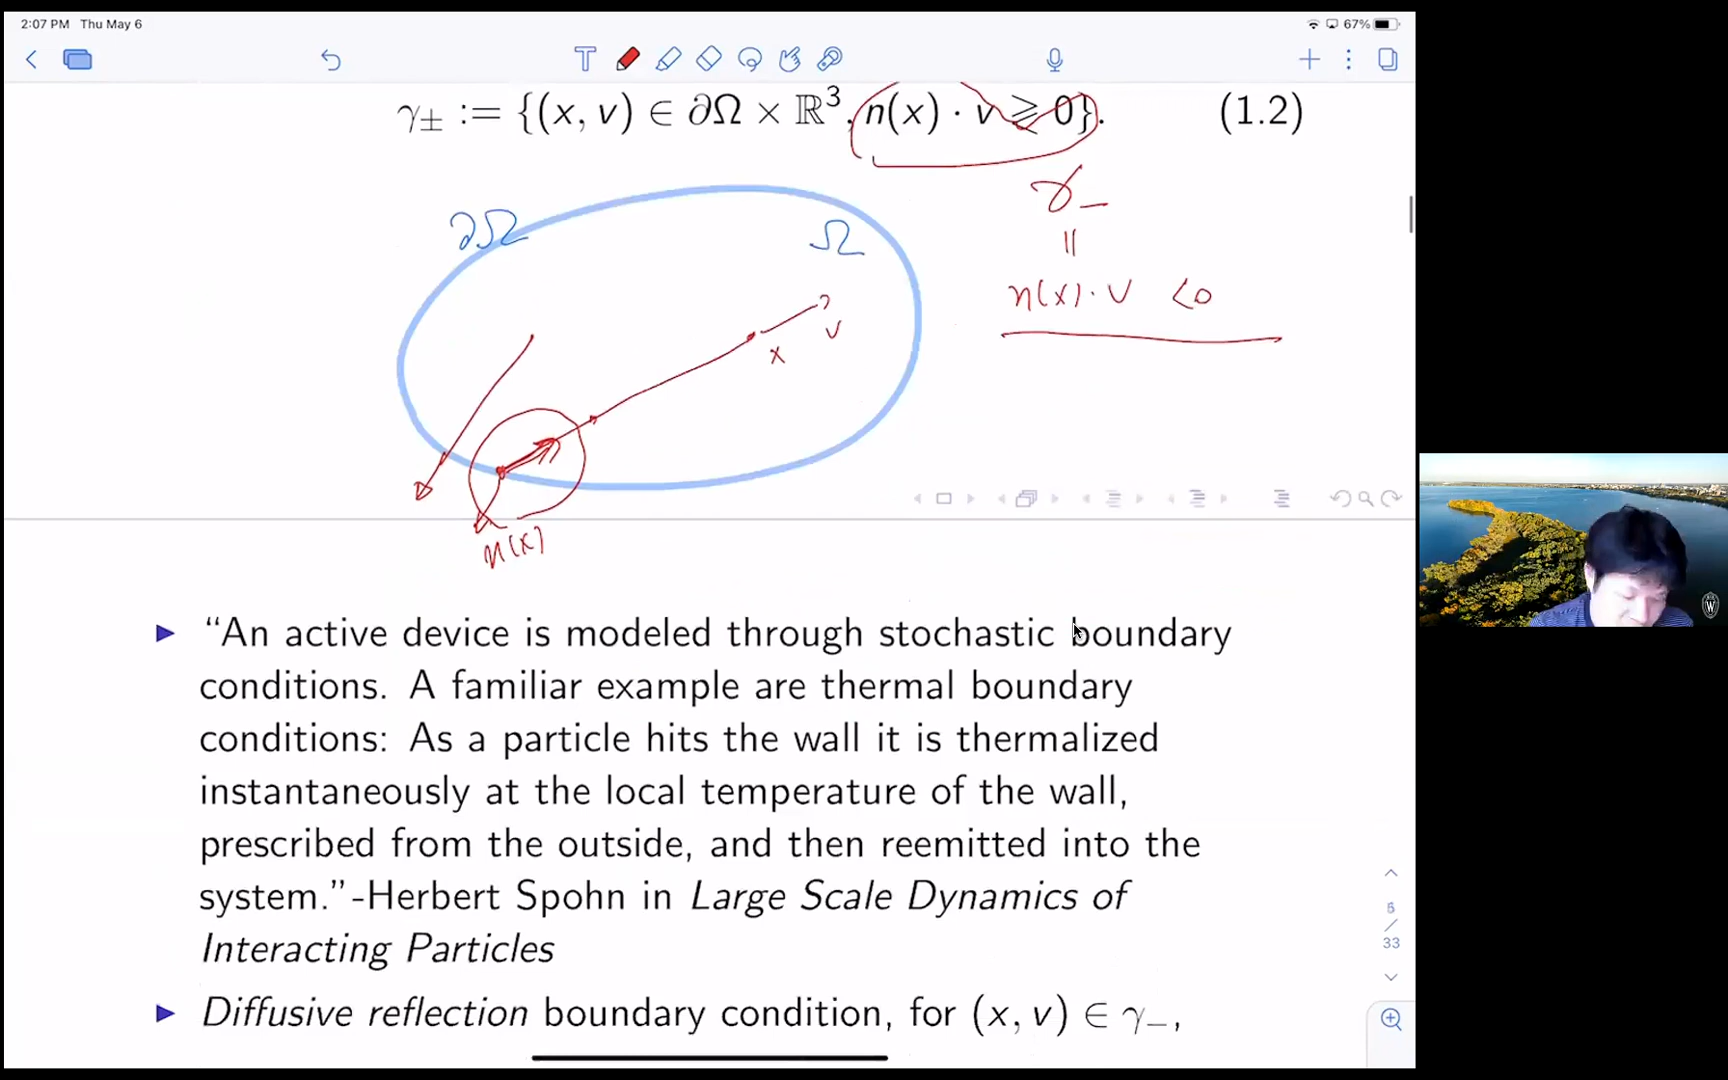 2:07 PM Thu May 6
67%
γ± := {(x, v) ∈ ∂Ω × ℝ³, n(x) · v ≷ 0}. (1.2)
γ−
∂Ω
Ω
||
n(x) · v <0
v
x
n(x)
“An active device is modeled through stochastic boundary
conditions. A familiar example are thermal boundary
conditions: As a particle hits the wall it is thermalized
instantaneously at the local temperature of the wall,
prescribed from the outside, and then reemitted into the
system.”-Herbert Spohn in Large Scale Dynamics of
Interacting Particles
6
/
33
Diffusive reflection boundary condition, for (x, v) ∈ γ−,
W